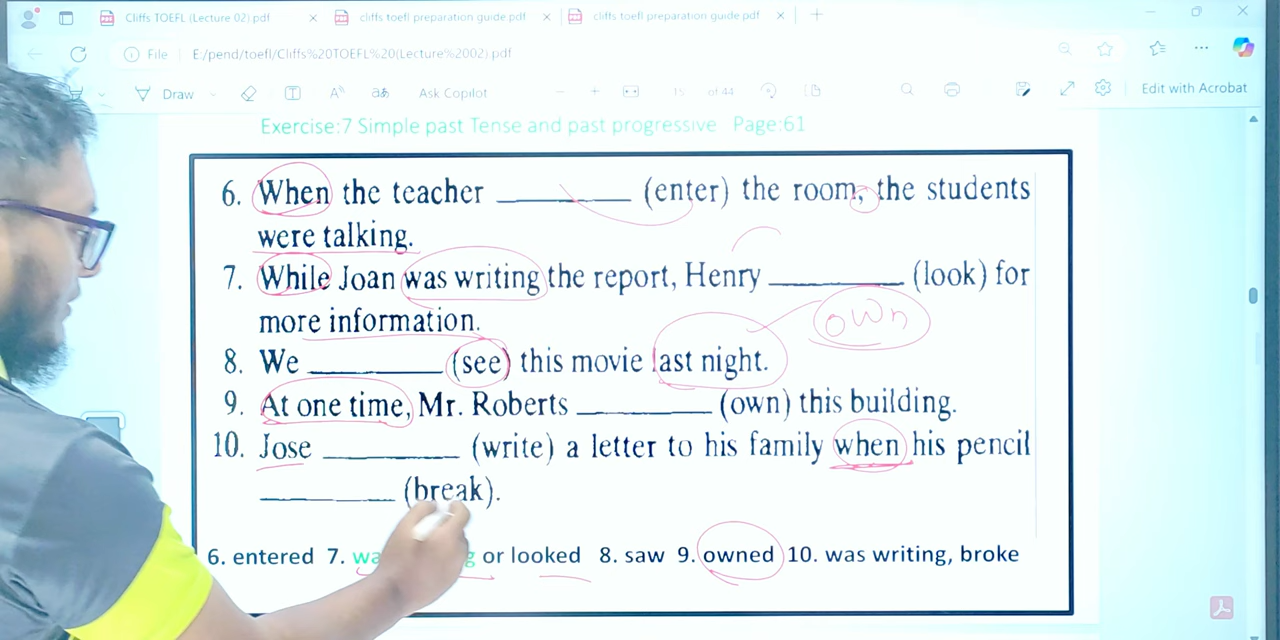 Cliffs TOEFL (Lecture 02).pdf cliffs toefl preparation guide.pdf cliffs toefl preparation guide.pdf
File E:/pend/toefl/Cliffs%20TOEFL%20(Lecture%2002).pdf
Draw Ask Copilot 15 of 44 Edit with Acrobat
Exercise:7 Simple past Tense and past progressive Page:61
6. When the teacher ________ (enter) the room, the students
were talking.
7. While Joan was writing the report, Henry ________ (look) for
more information.
own
8. We ________ (see) this movie last night.
9. At one time, Mr. Roberts ________ (own) this building.
10. Jose ________ (write) a letter to his family when his pencil
________ (break).
6. entered 7. or looked 8. saw 9. owned 10. was writing, broke